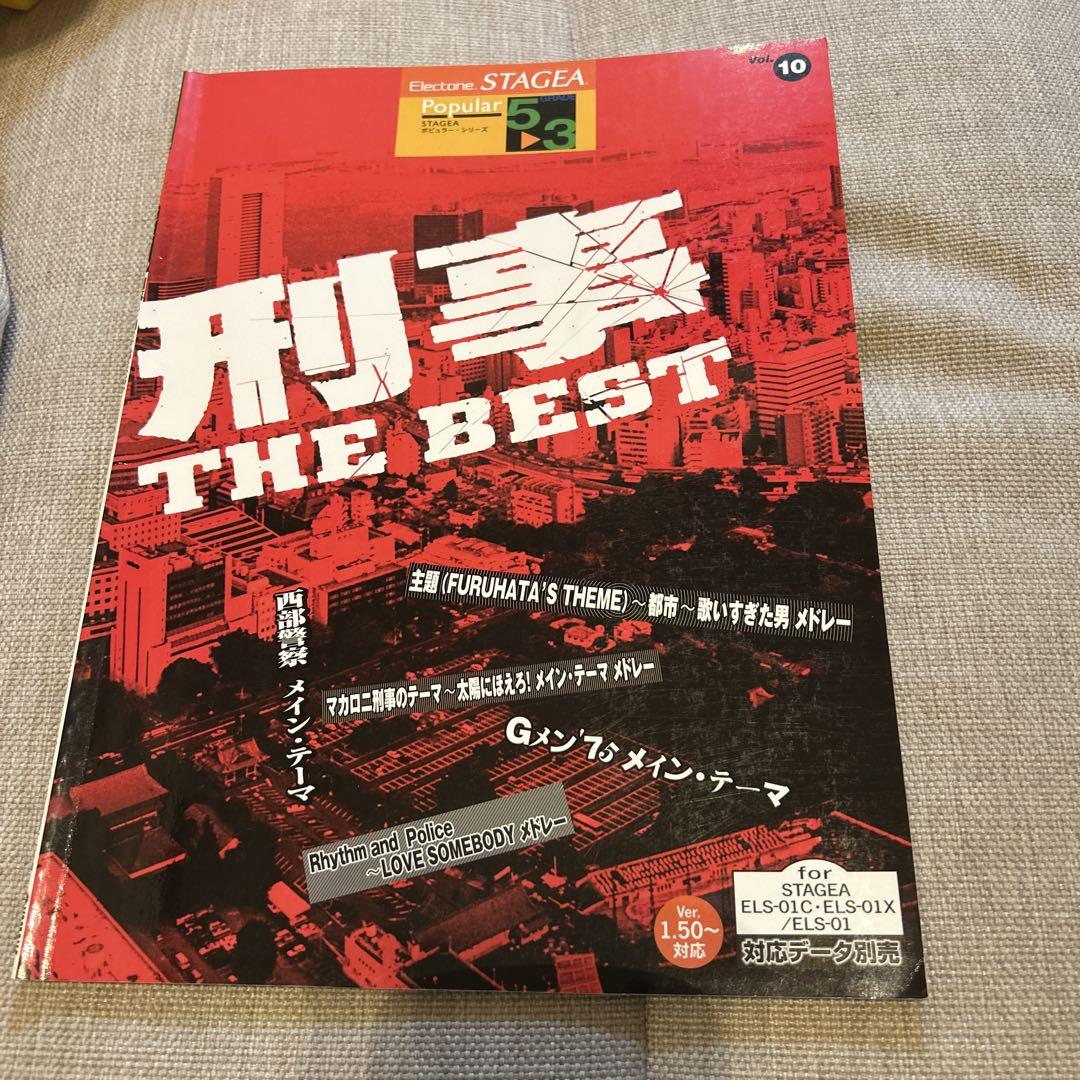 Vol. 10
Electone STAGEA
Popular
STAGEA
ポピュラー・シリーズ
GRADE
5▶3
刑事
THE BEST
主題(FURUHATA'S THEME)～都市～歌いすぎた男 メドレー
西部警察 メイン・テーマ
マカロニ刑事のテーマ～太陽にほえろ! メイン・テーマ メドレー
Gメン'75 メイン・テーマ
Rhythm and Police
～LOVE SOMEBODY メドレー
for
STAGEA
ELS-01C・ELS-01X
/ELS-01
Ver.
1.50～
対応
対応データ別売